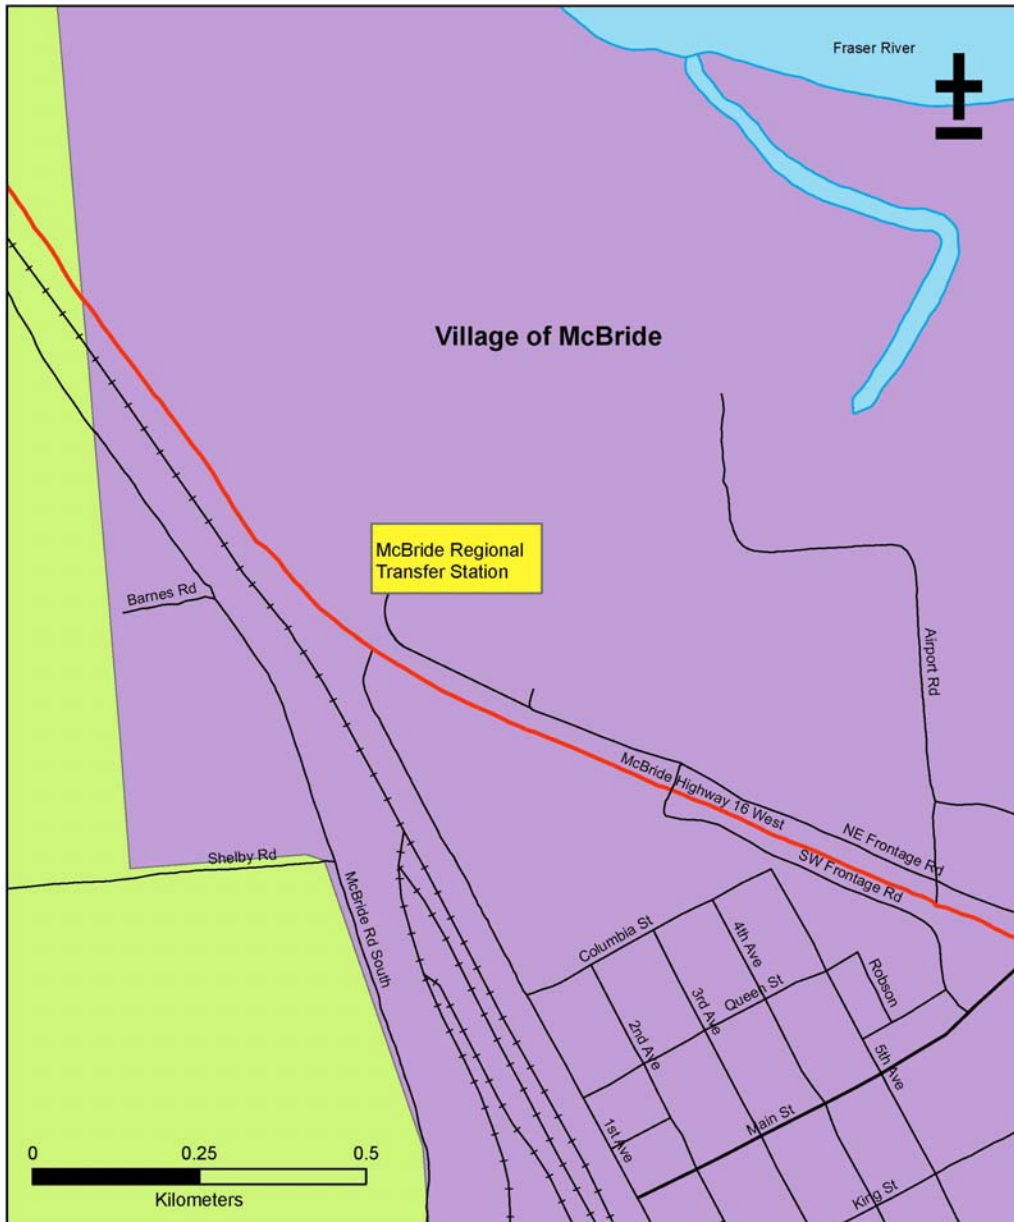 Fraser River
Village of McBride
McBride Regional
Transfer Station
Barnes Rd
Airport Rd
McBride Highway 16 West
NE Frontage Rd
SW Frontage Rd
Shelby Rd
McBride Rd South
Columbia St
4th Ave
Queen St
Robson
3rd Ave
2nd Ave
5th Ave
1st Ave
Main St
King St
0 0.25 0.5
Kilometers